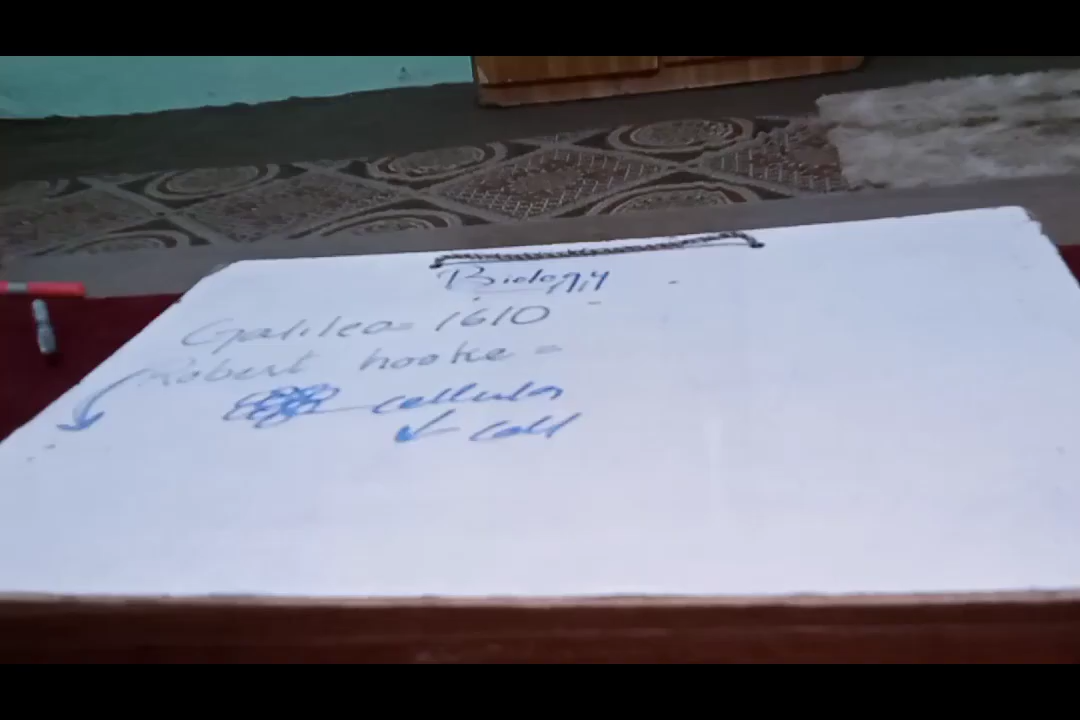 Biology
Galileo = 1610
Robert hooke =
cellula
↓ cell